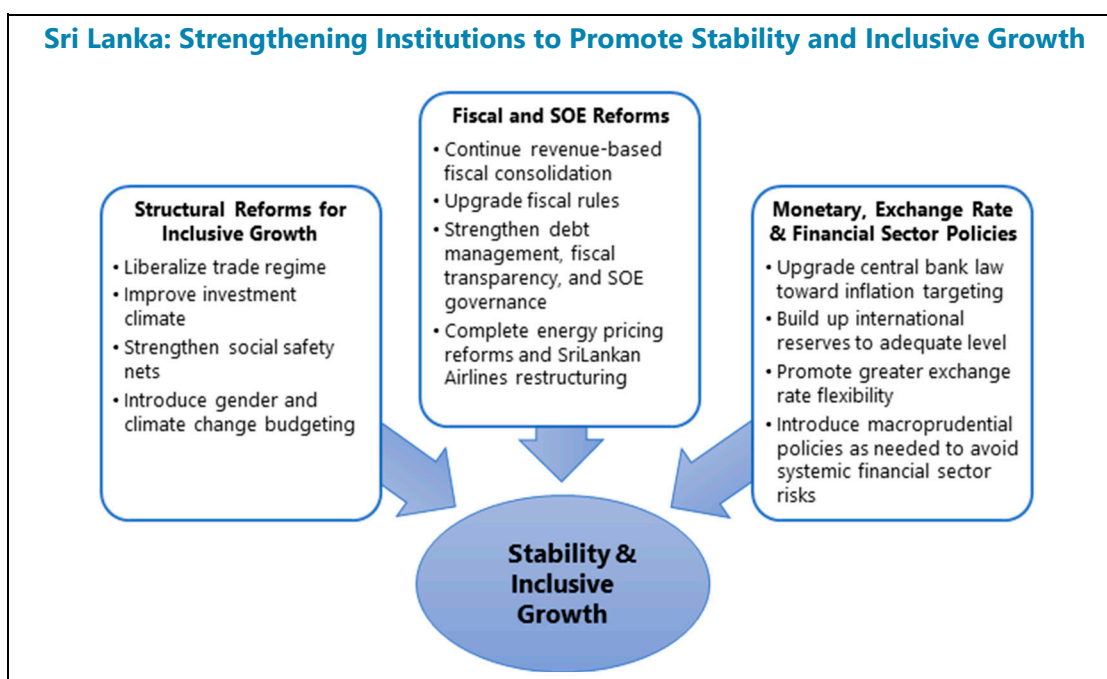 Sri Lanka: Strengthening Institutions to Promote Stability and Inclusive Growth
Structural Reforms for
Inclusive Growth
• Liberalize trade regime
• Improve investment
climate
• Strengthen social safety
nets
• Introduce gender and
climate change budgeting
Fiscal and SOE Reforms
• Continue revenue-based
fiscal consolidation
• Upgrade fiscal rules
• Strengthen debt
management, fiscal
transparency, and SOE
governance
• Complete energy pricing
reforms and SriLankan
Airlines restructuring
Monetary, Exchange Rate
& Financial Sector Policies
• Upgrade central bank law
toward inflation targeting
• Build up international
reserves to adequate level
• Promote greater exchange
rate flexibility
• Introduce macroprudential
policies as needed to avoid
systemic financial sector
risks
Stability &
Inclusive
Growth